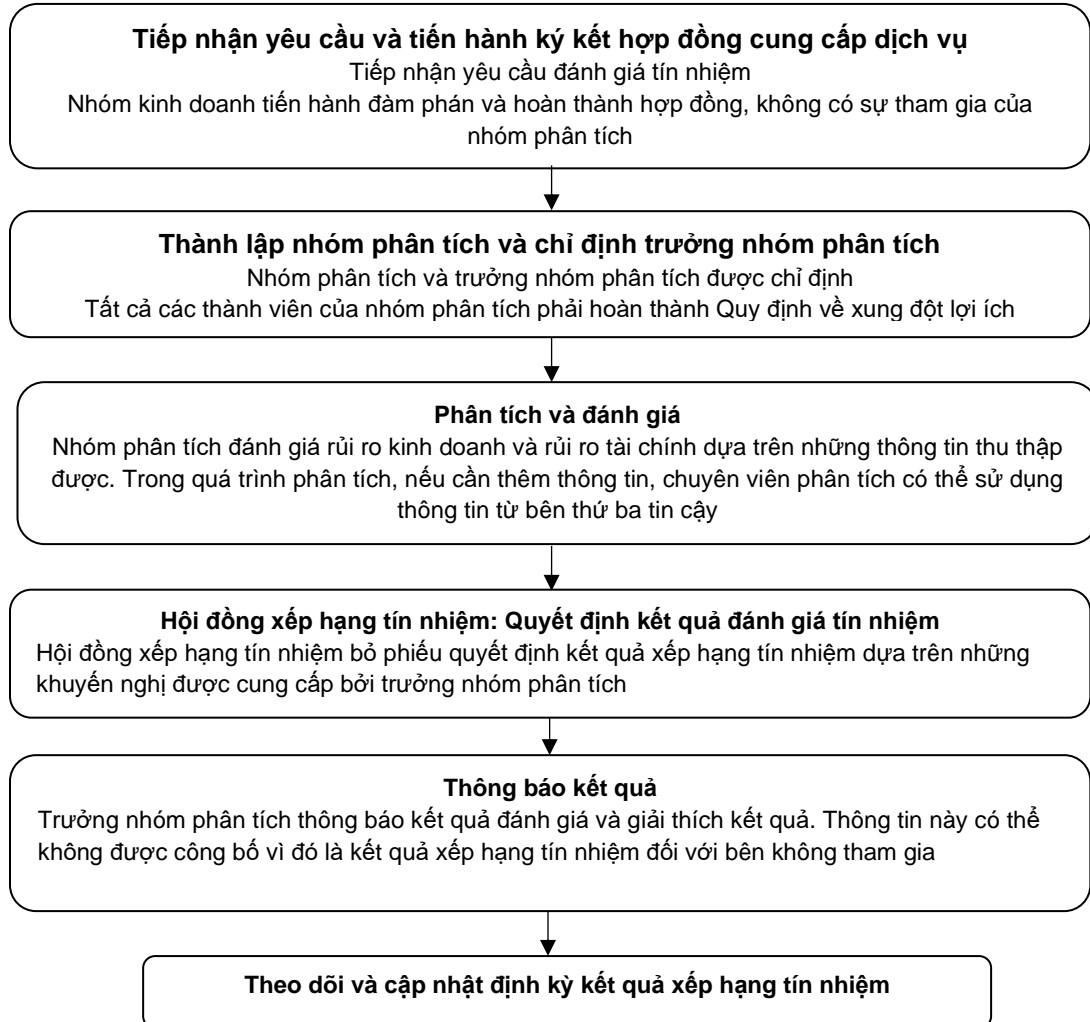 Tiếp nhận yêu cầu và tiến hành ký kết hợp đồng cung cấp dịch vụ
Tiếp nhận yêu cầu đánh giá tín nhiệm
Nhóm kinh doanh tiến hành đàm phán và hoàn thành hợp đồng, không có sự tham gia của
nhóm phân tích
Thành lập nhóm phân tích và chỉ định trưởng nhóm phân tích
Nhóm phân tích và trưởng nhóm phân tích được chỉ định
Tất cả các thành viên của nhóm phân tích phải hoàn thành Quy định về xung đột lợi ích
Phân tích và đánh giá
Nhóm phân tích đánh giá rủi ro kinh doanh và rủi ro tài chính dựa trên những thông tin thu thập
được. Trong quá trình phân tích, nếu cần thêm thông tin, chuyên viên phân tích có thể sử dụng
thông tin từ bên thứ ba tin cậy
Hội đồng xếp hạng tín nhiệm: Quyết định kết quả đánh giá tín nhiệm
Hội đồng xếp hạng tín nhiệm bỏ phiếu quyết định kết quả xếp hạng tín nhiệm dựa trên những
khuyến nghị được cung cấp bởi trưởng nhóm phân tích
Thông báo kết quả
Trưởng nhóm phân tích thông báo kết quả đánh giá và giải thích kết quả. Thông tin này có thể
không được công bố vì đó là kết quả xếp hạng tín nhiệm đối với bên không tham gia
Theo dõi và cập nhật định kỳ kết quả xếp hạng tín nhiệm